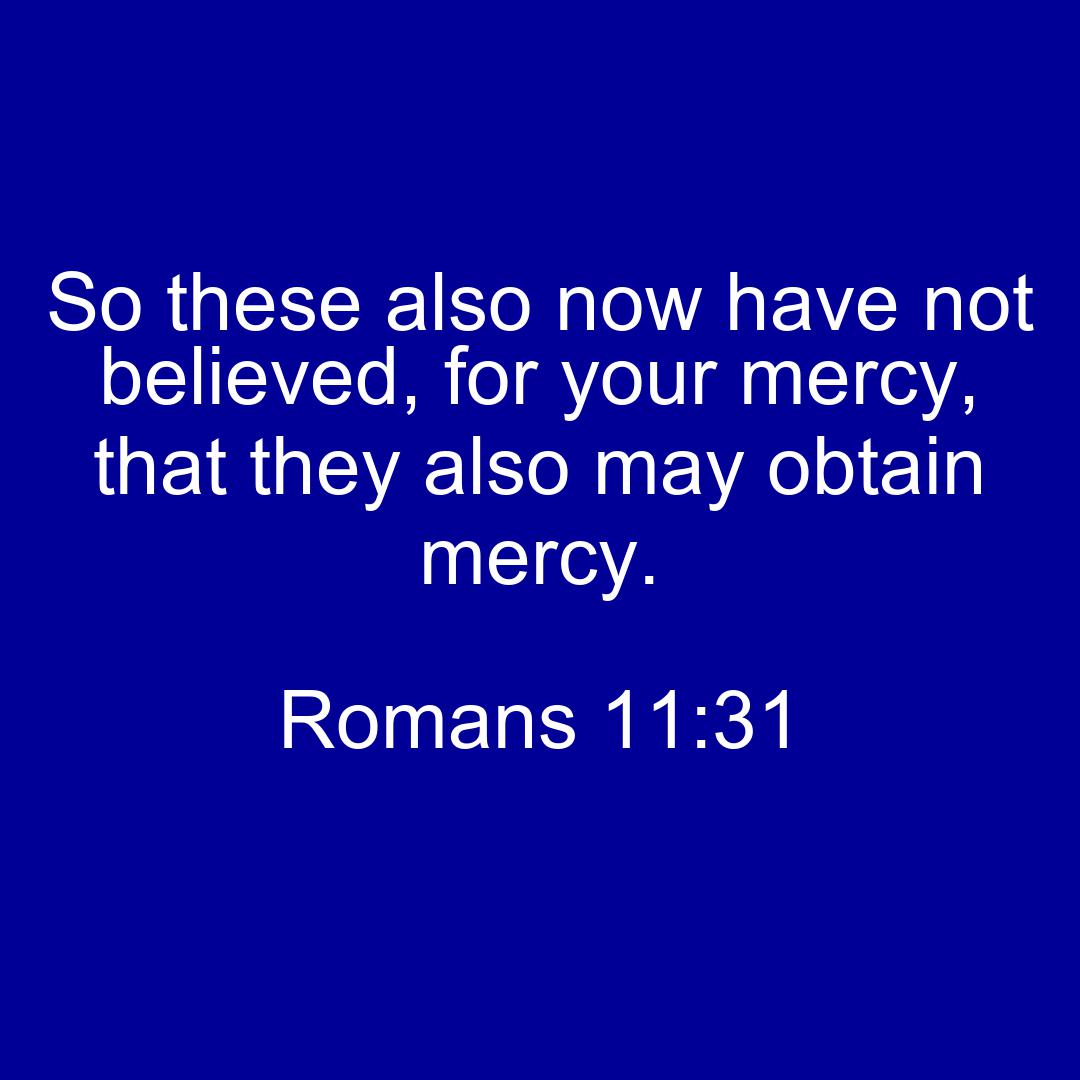 So these also now have not
believed, for your mercy,
that they also may obtain
mercy.
Romans 11:31